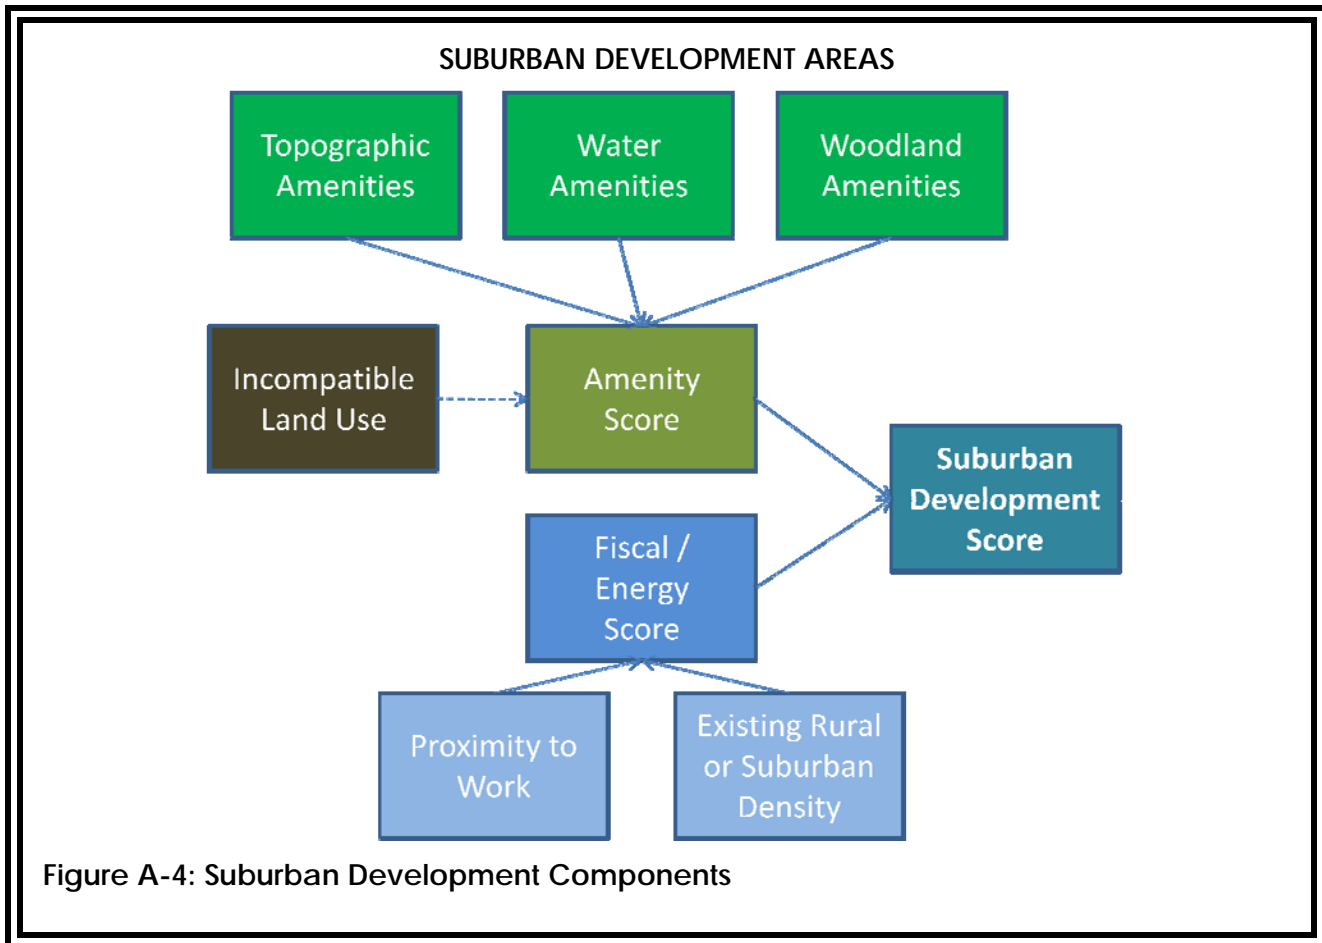 SUBURBAN DEVELOPMENT AREAS
Topographic
Amenities
Water
Amenities
Woodland
Amenities
Incompatible
Land Use
Amenity
Score
Suburban
Development
Score
Fiscal /
Energy
Score
Proximity to
Work
Existing Rural
or Suburban
Density
Figure A-4: Suburban Development Components